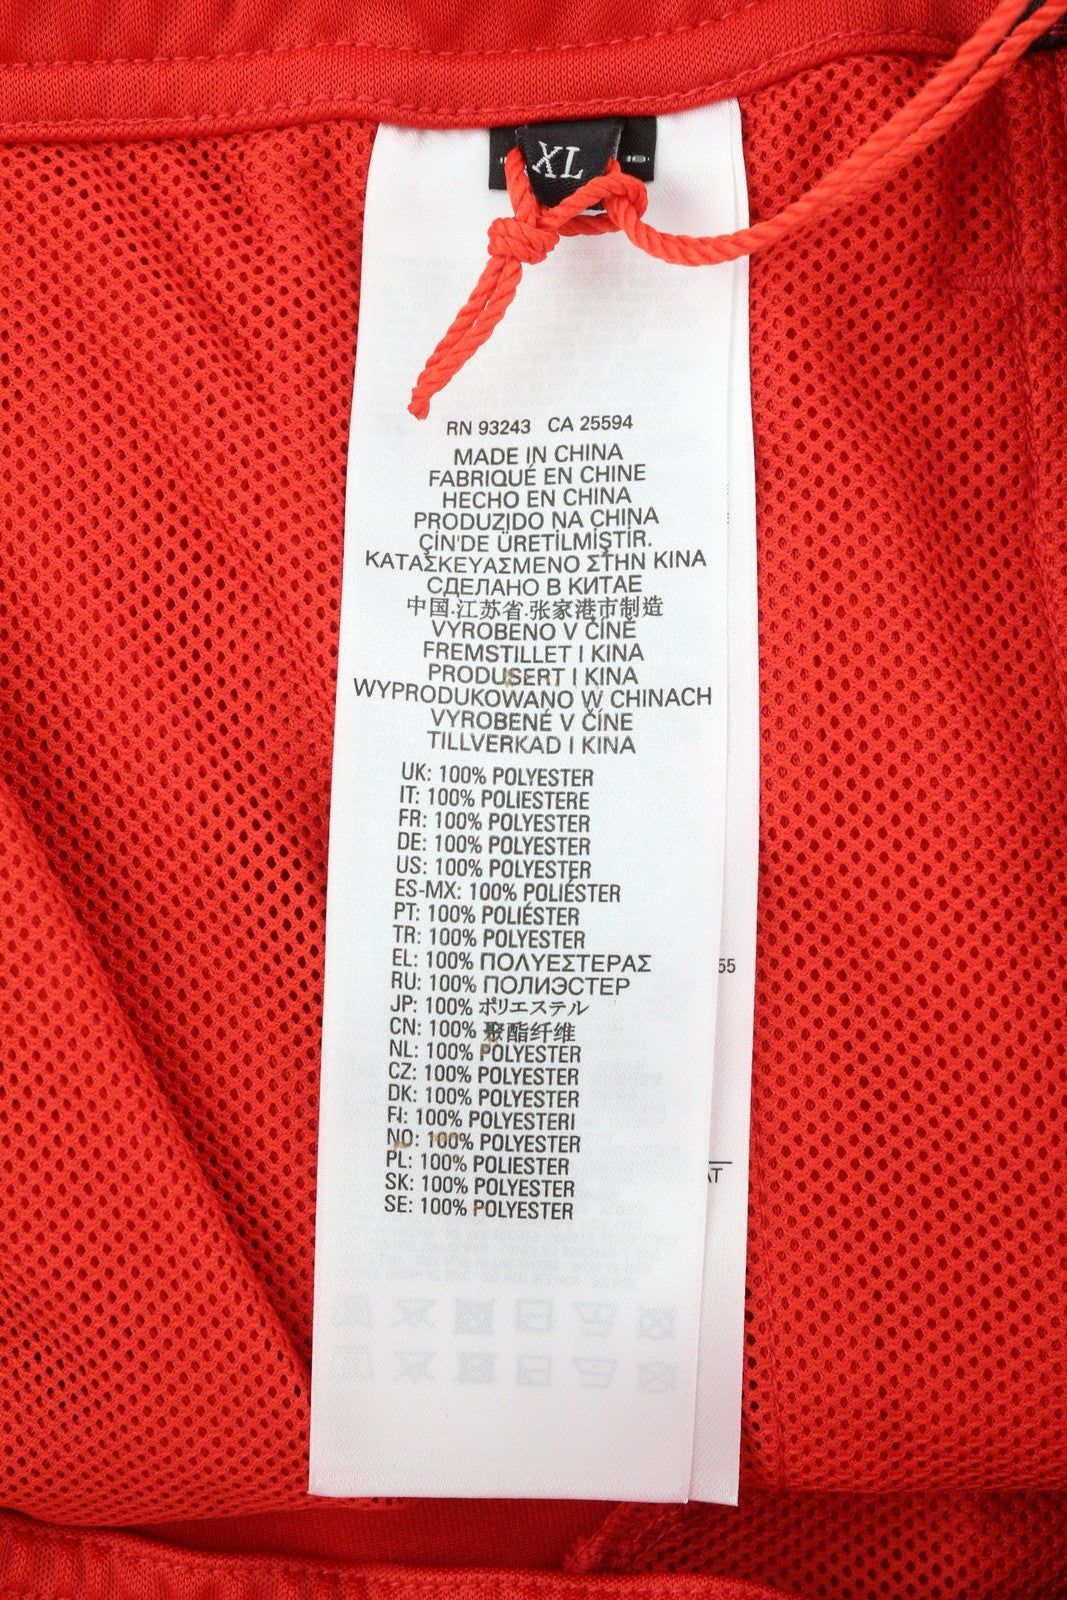 XL
RN 93243 CA 25594
MADE IN CHINA
FABRIQUÉ EN CHINE
HECHO EN CHINA
PRODUZIDO NA CHINA
ÇİN'DE ÜRETİLMİŞTİR.
ΚΑΤΑΣΚΕΥΑΣΜΕΝΟ ΣΤΗΝ ΚΙΝΑ
СДЕЛАНО В КИТАЕ
中国.江苏省.张家港市制造
VYROBENO V ČÍNĚ
FREMSTILLET I KINA
PRODUSERT I KINA
WYPRODUKOWANO W CHINACH
VYROBENÉ V ČÍNE
TILLVERKAD I KINA
UK: 100% POLYESTER
IT: 100% POLIESTERE
FR: 100% POLYESTER
DE: 100% POLYESTER
US: 100% POLYESTER
ES-MX: 100% POLIÉSTER
PT: 100% POLIÉSTER
TR: 100% POLYESTER
EL: 100% ΠΟΛΥΕΣΤΕΡΑΣ
RU: 100% ПОЛИЭСТЕР
JP: 100% ポリエステル
CN: 100% 聚酯纤维
NL: 100% POLYESTER
CZ: 100% POLYESTER
DK: 100% POLYESTER
FI: 100% POLYESTERI
NO: 100% POLYESTER
PL: 100% POLIESTER
SK: 100% POLYESTER
SE: 100% POLYESTER
55